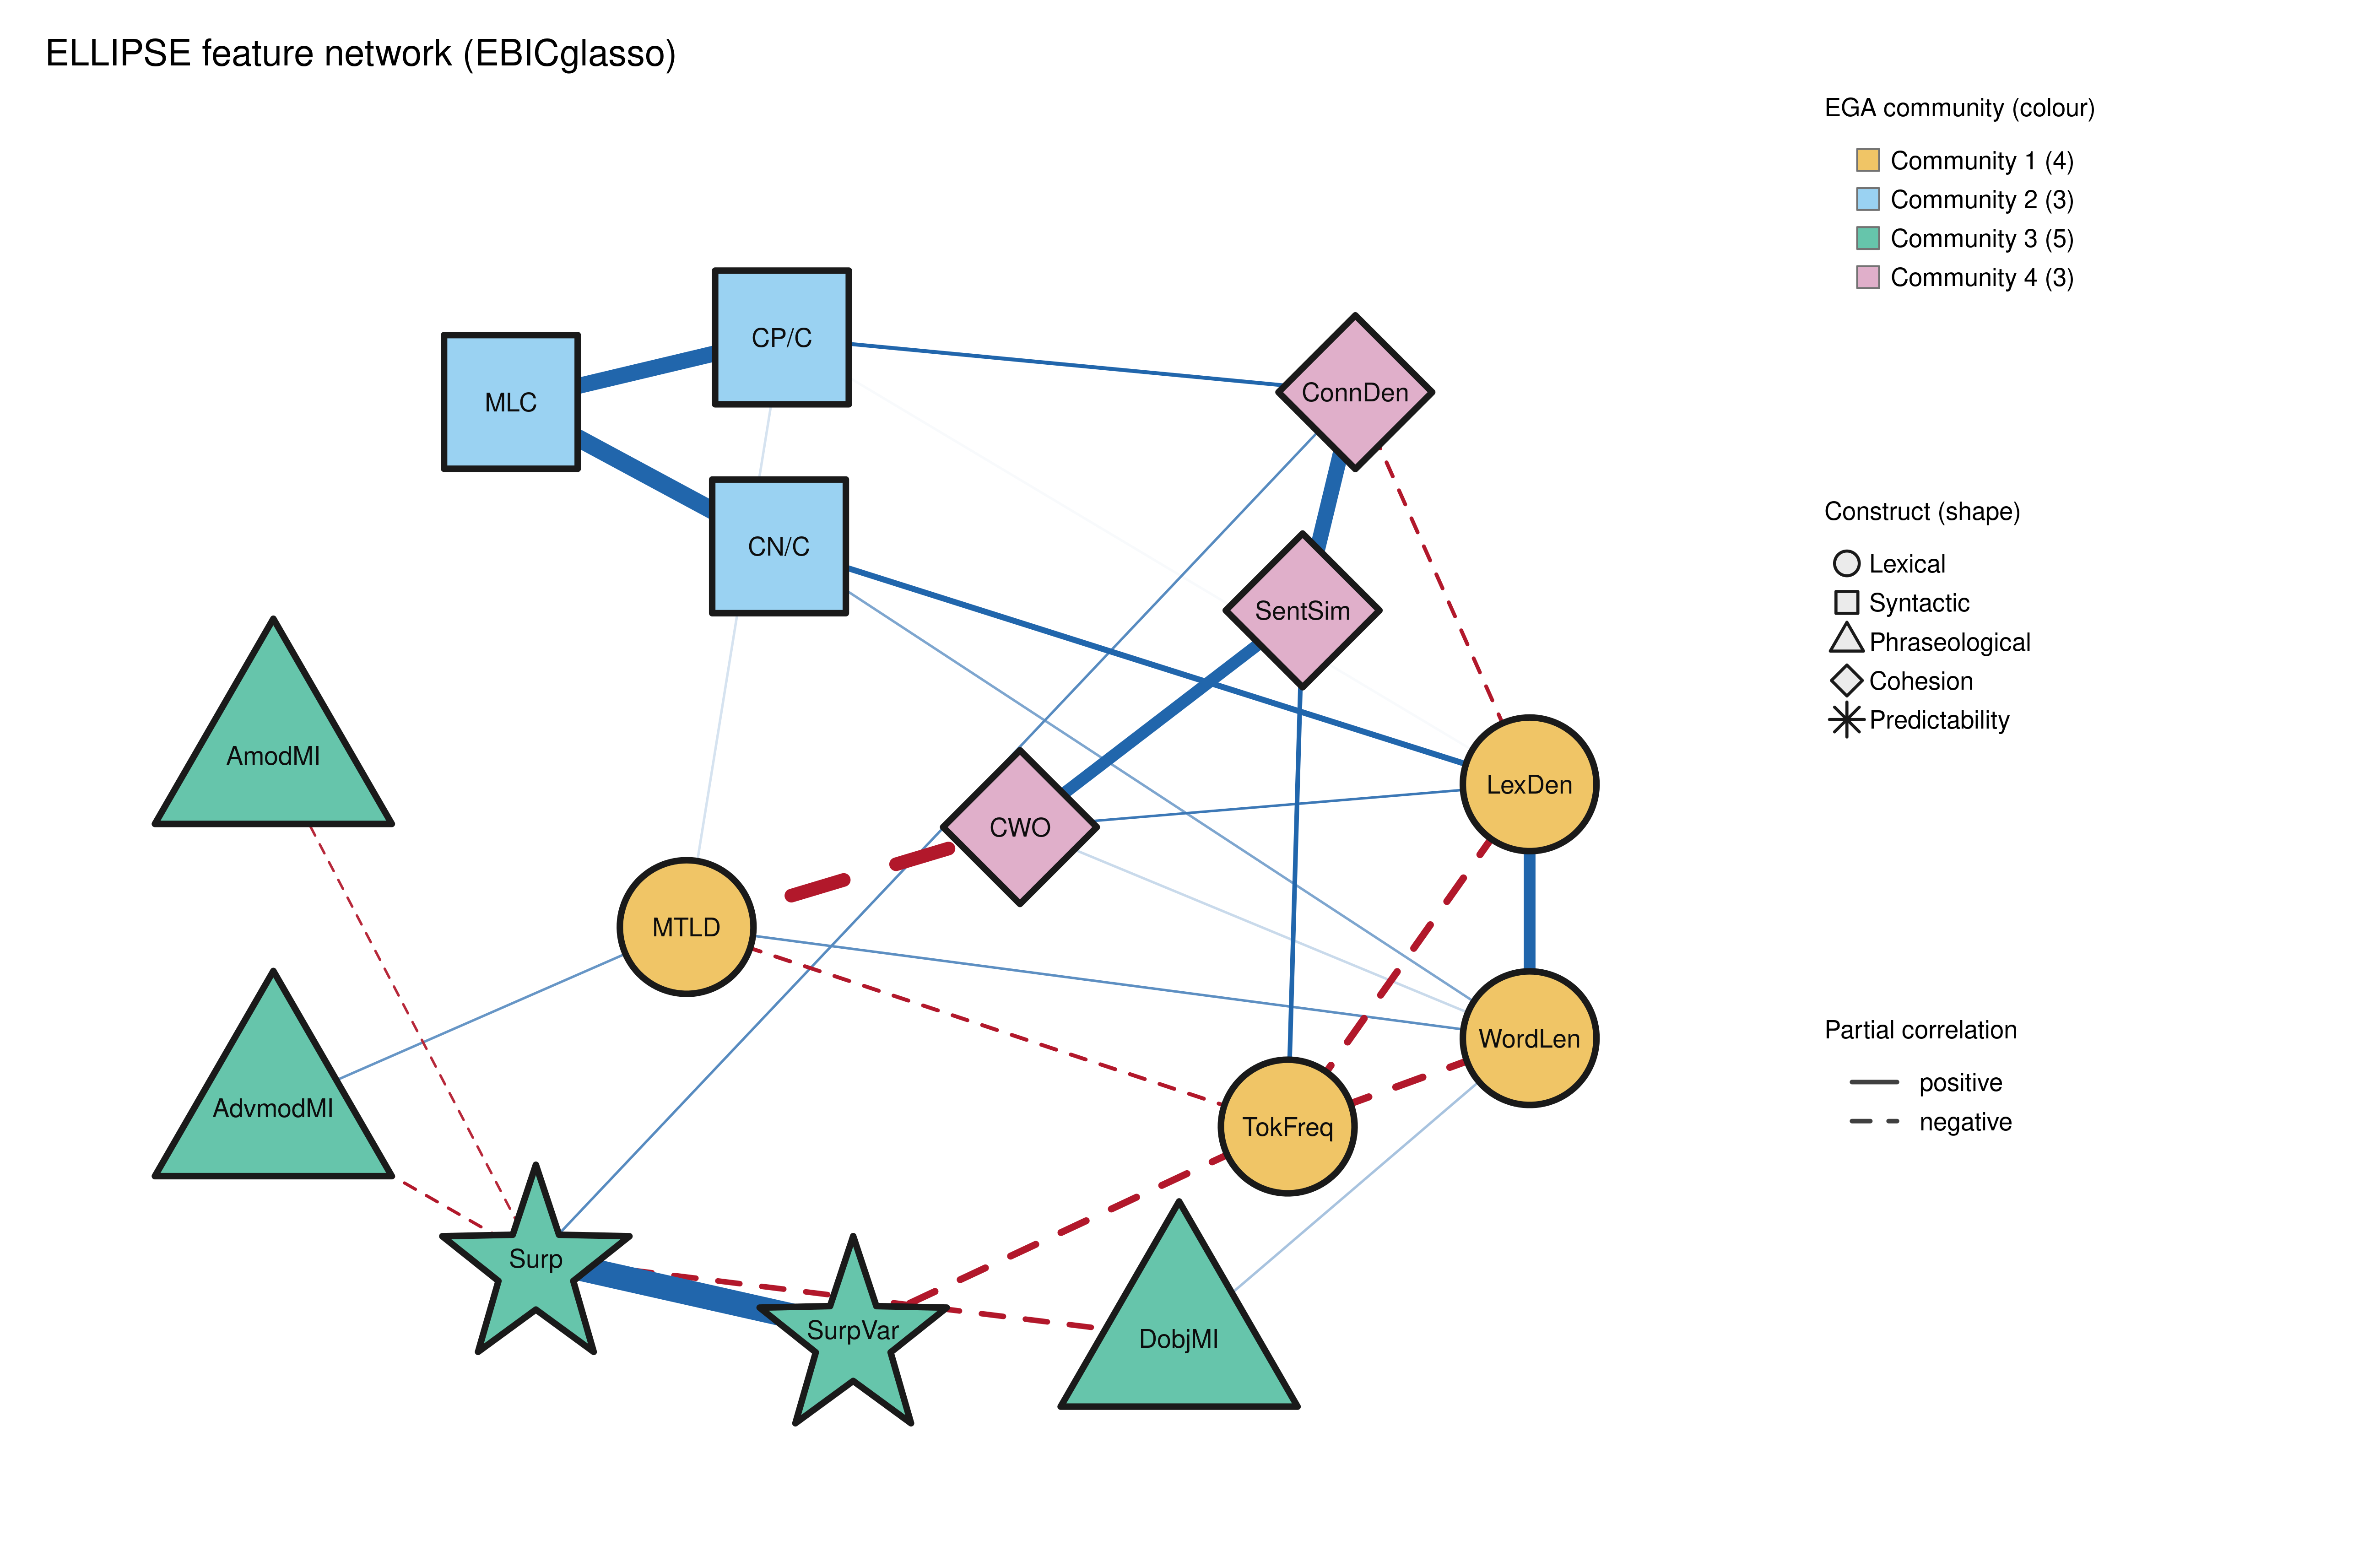 ELLIPSE feature network (EBICglasso)
EGA community (colour)
Community 1 (4)
Community 2 (3)
Community 3 (5)
Community 4 (3)
CP/C
MLC
ConnDen
Construct (shape)
CN/C
Lexical
Syntactic
SentSim
Phraseological
Cohesion
Predictability
AmodMI
LexDen
CWO
MTLD
Partial correlation
WordLen
positive
AdvmodMI
TokFreq
negative
Surp
SurpVar
DobjMI